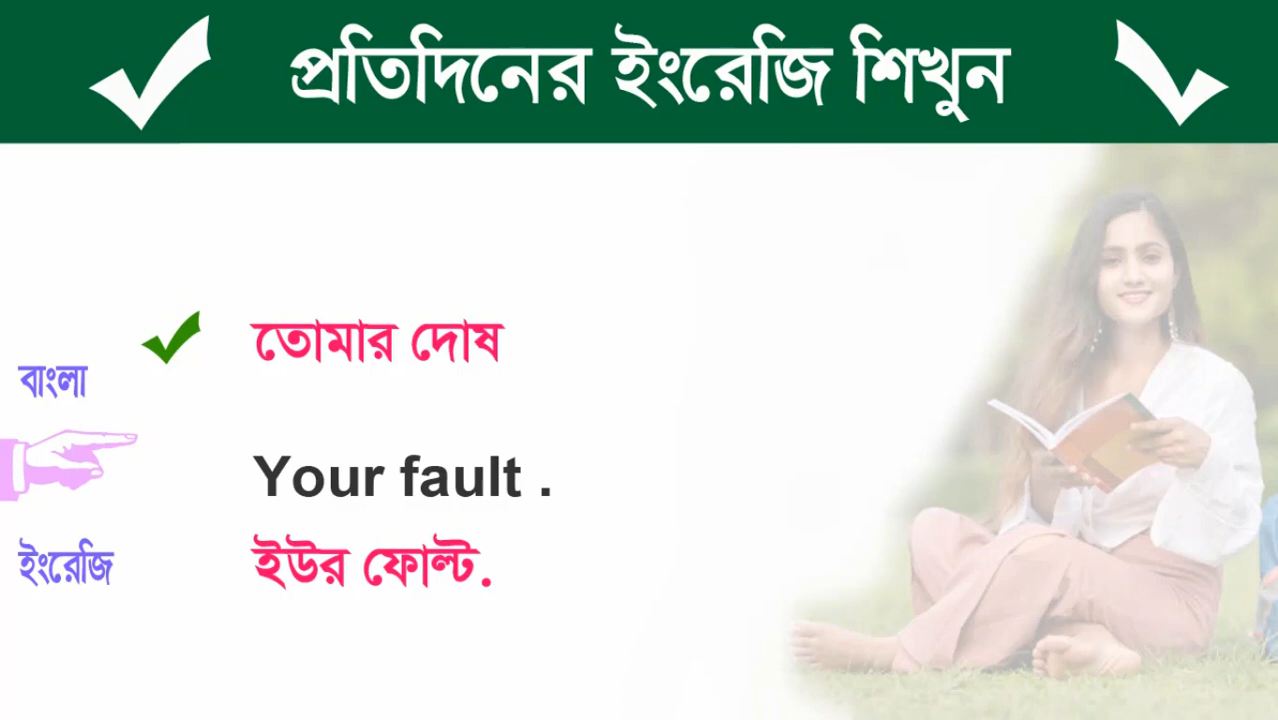 প্রতিদিনের ইংরেজি শিখুন
তোমার দোষ
বাংলা
Your fault .
ইংরেজি
ইউর ফোল্ট.